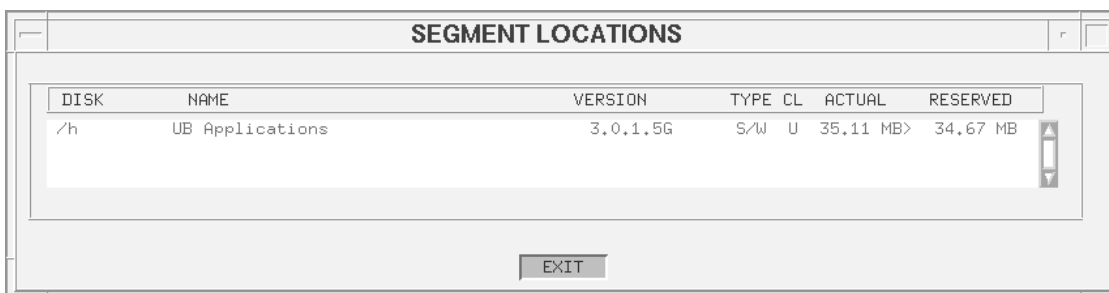 SEGMENT LOCATIONS
DISK NAME VERSION TYPE CL ACTUAL RESERVED
/h UB Applications 3.0.1.5G S/W U 35.11 MB> 34.67 MB
EXIT